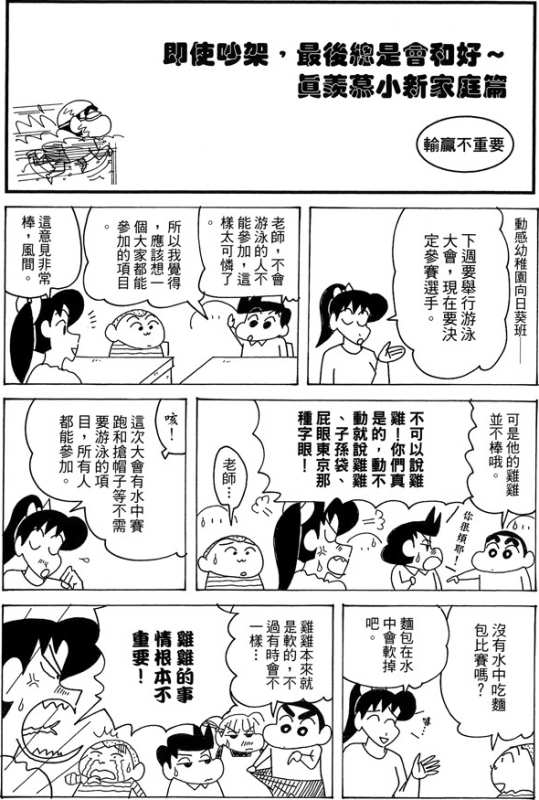 即使吵架，最後總是會和好～
眞羨慕小新家庭篇
輸贏不重要
動感幼稚園向日葵班——
下週要舉行游泳
大會，現在要決
定參賽選手。
老師，不會
游泳的人不
能參加，這
樣太可憐了
。
所以我覺得
，應該想一
個大家都能
參加的項目
。
這意見非常
棒，風間。
可是他的雞雞
並不棒哦。
你很煩耶！
不可以說雞
雞！你們真
是的，動不
動就說雞雞
、子孫袋、
屁眼東京那
種字眼！
老師…
咳！
這次大會有水中賽
跑和搶帽子等不需
要游泳的項
目，所有人
都能參加。
沒有水中吃麵
包比賽嗎？
麵包在水
中會軟掉
吧。
雞雞本來就
是軟的，不
過有時會不
一樣…
雞雞的事
情根本不
重要！